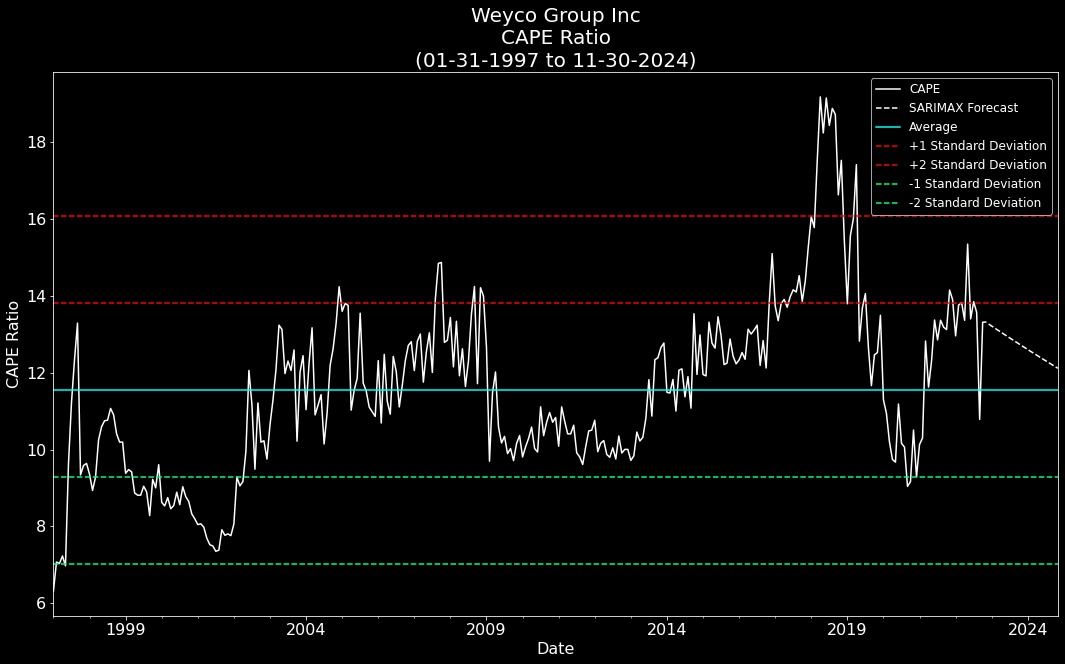 Weyco Group Inc
CAPE Ratio
(01-31-1997 to 11-30-2024)
CAPE
SARIMAX Forecast
Average
+1 Standard Deviation
+2 Standard Deviation
-1 Standard Deviation
-2 Standard Deviation
18
16
14
12
10
8
6
CAPE Ratio
1999
2004
2009
2014
2019
2024
Date